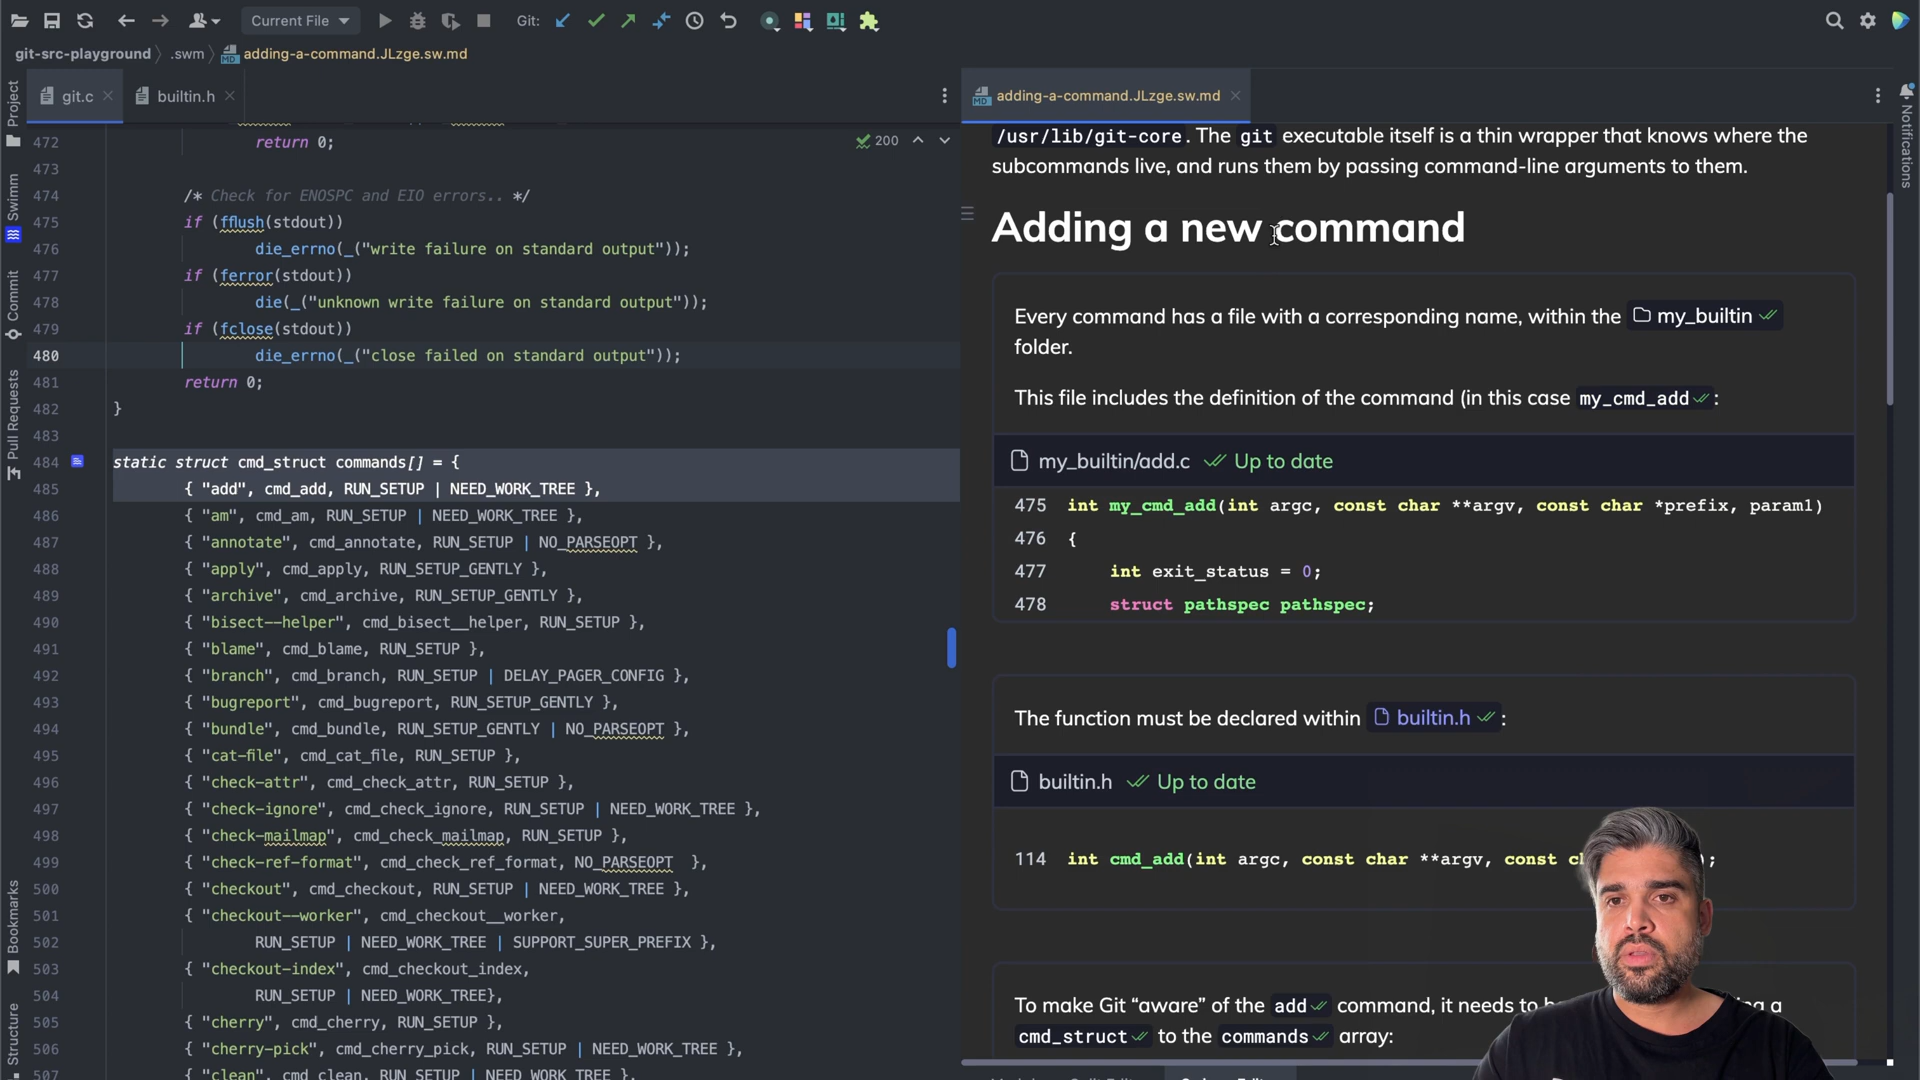 Current File
Git:
git-src-playground
.swm
adding-a-command.JLzge.sw.md
Project
Swimm
Commit
Pull Requests
Bookmarks
Structure
git.c
builtin.h
200
472 return 0;
473
474 /* Check for ENOSPC and EIO errors.. */
475 if (fflush(stdout))
476 die_errno(_("write failure on standard output"));
477 if (ferror(stdout))
478 die(_("unknown write failure on standard output"));
479 if (fclose(stdout))
480 die_errno(_("close failed on standard output"));
481 return 0;
482 }
483
484 static struct cmd_struct commands[] = {
485 { "add", cmd_add, RUN_SETUP | NEED_WORK_TREE },
486 { "am", cmd_am, RUN_SETUP | NEED_WORK_TREE },
487 { "annotate", cmd_annotate, RUN_SETUP | NO_PARSEOPT },
488 { "apply", cmd_apply, RUN_SETUP_GENTLY },
489 { "archive", cmd_archive, RUN_SETUP_GENTLY },
490 { "bisect--helper", cmd_bisect__helper, RUN_SETUP },
491 { "blame", cmd_blame, RUN_SETUP },
492 { "branch", cmd_branch, RUN_SETUP | DELAY_PAGER_CONFIG },
493 { "bugreport", cmd_bugreport, RUN_SETUP_GENTLY },
494 { "bundle", cmd_bundle, RUN_SETUP_GENTLY | NO_PARSEOPT },
495 { "cat-file", cmd_cat_file, RUN_SETUP },
496 { "check-attr", cmd_check_attr, RUN_SETUP },
497 { "check-ignore", cmd_check_ignore, RUN_SETUP | NEED_WORK_TREE },
498 { "check-mailmap", cmd_check_mailmap, RUN_SETUP },
499 { "check-ref-format", cmd_check_ref_format, NO_PARSEOPT },
500 { "checkout", cmd_checkout, RUN_SETUP | NEED_WORK_TREE },
501 { "checkout--worker", cmd_checkout__worker,
502 RUN_SETUP | NEED_WORK_TREE | SUPPORT_SUPER_PREFIX },
503 { "checkout-index", cmd_checkout_index,
504 RUN_SETUP | NEED_WORK_TREE},
505 { "cherry", cmd_cherry, RUN_SETUP },
506 { "cherry-pick", cmd_cherry_pick, RUN_SETUP | NEED_WORK_TREE },
507 { "clean", cmd_clean, RUN_SETUP | NEED_WORK_TREE },
adding-a-command.JLzge.sw.md
Notifications
/usr/lib/git-core. The git executable itself is a thin wrapper that knows where the
subcommands live, and runs them by passing command-line arguments to them.
Adding a new command
Every command has a file with a corresponding name, within the my_builtin
folder.
This file includes the definition of the command (in this case my_cmd_add :
my_builtin/add.c Up to date
475 int my_cmd_add(int argc, const char **argv, const char *prefix, param1)
476 {
477 int exit_status = 0;
478 struct pathspec pathspec;
The function must be declared within builtin.h :
builtin.h Up to date
114 int cmd_add(int argc, const char **argv, const ;
To make Git “aware” of the add command, it needs to a
cmd_struct to the commands array: